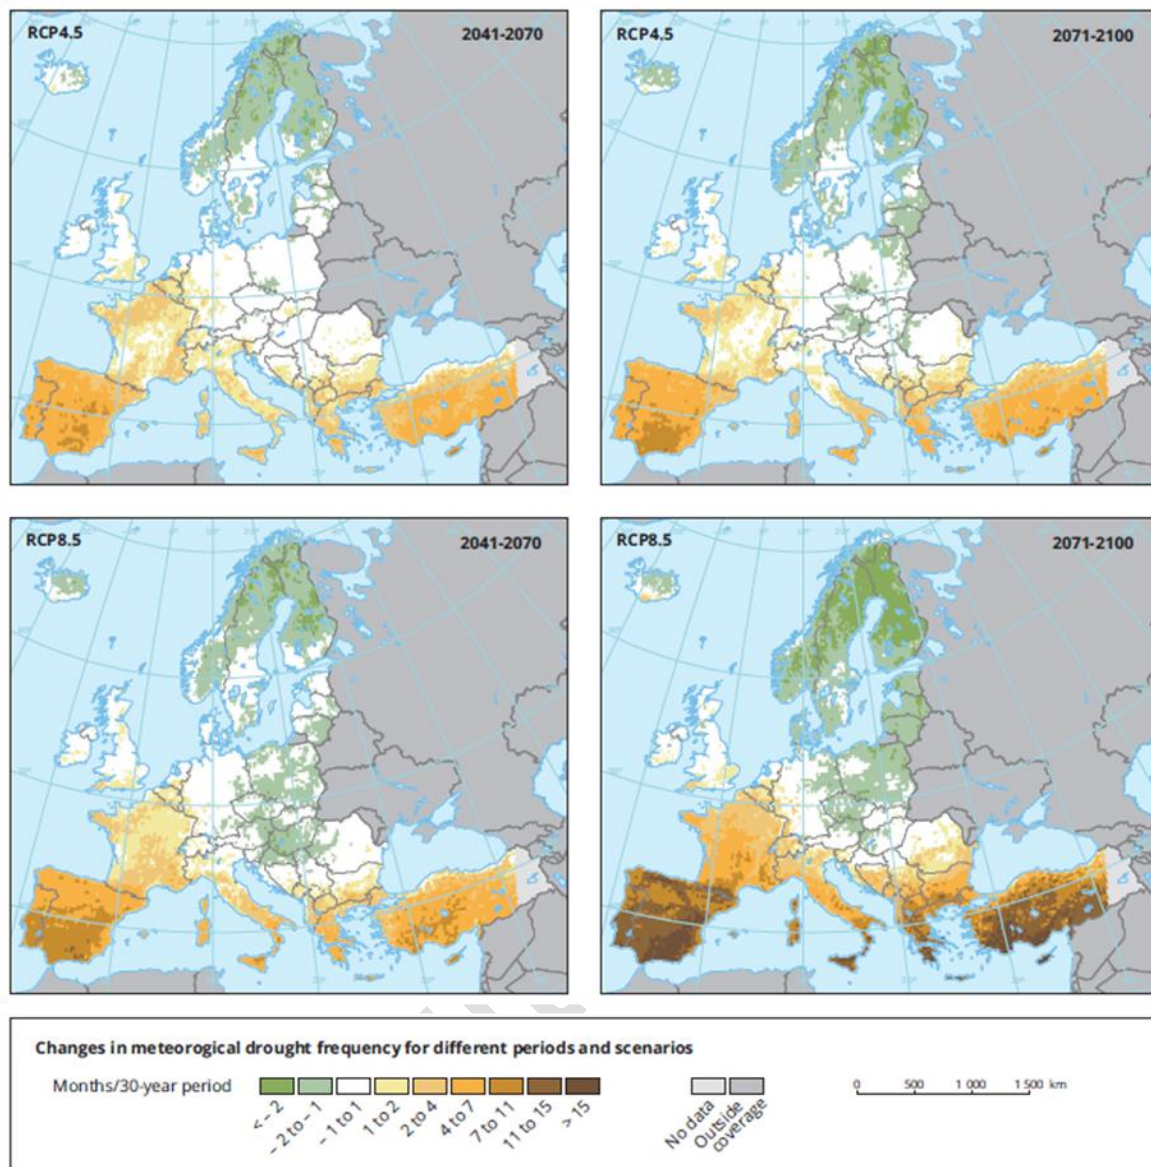 RCP4.5 2041-2070
RCP4.5 2071-2100
RCP8.5 2041-2070
RCP8.5 2071-2100
Changes in meteorogical drought frequency for different periods and scenarios
Months/30-year period
< - 2
- 2 to - 1
- 1 to 1
1 to 2
2 to 4
4 to 7
7 to 11
11 to 15
> 15
No data
Outside
coverage
0 500 1 000 1 500 km